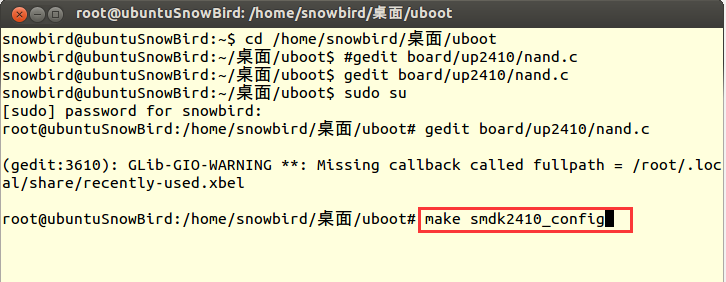 root@ubuntuSnowBird: /home/snowbird/桌面/uboot
snowbird@ubuntuSnowBird:~$ cd /home/snowbird/桌面/uboot
snowbird@ubuntuSnowBird:~/桌面/uboot$ #gedit board/up2410/nand.c
snowbird@ubuntuSnowBird:~/桌面/uboot$ gedit board/up2410/nand.c
snowbird@ubuntuSnowBird:~/桌面/uboot$ sudo su
[sudo] password for snowbird:
root@ubuntuSnowBird:/home/snowbird/桌面/uboot# gedit board/up2410/nand.c
(gedit:3610): GLib-GIO-WARNING **: Missing callback called fullpath = /root/.loc
al/share/recently-used.xbel
root@ubuntuSnowBird:/home/snowbird/桌面/uboot# make smdk2410_config